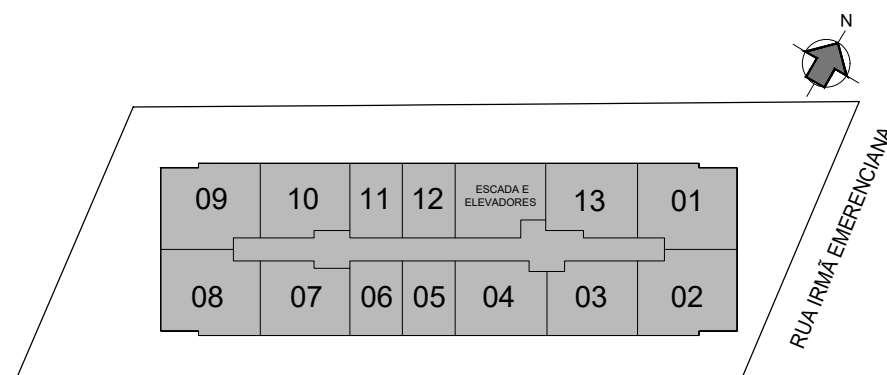 N
RUA IRMÃ EMERENCIANA
09 10 11 12 ESCADA E
ELEVADORES 13 01
08 07 06 05 04 03 02